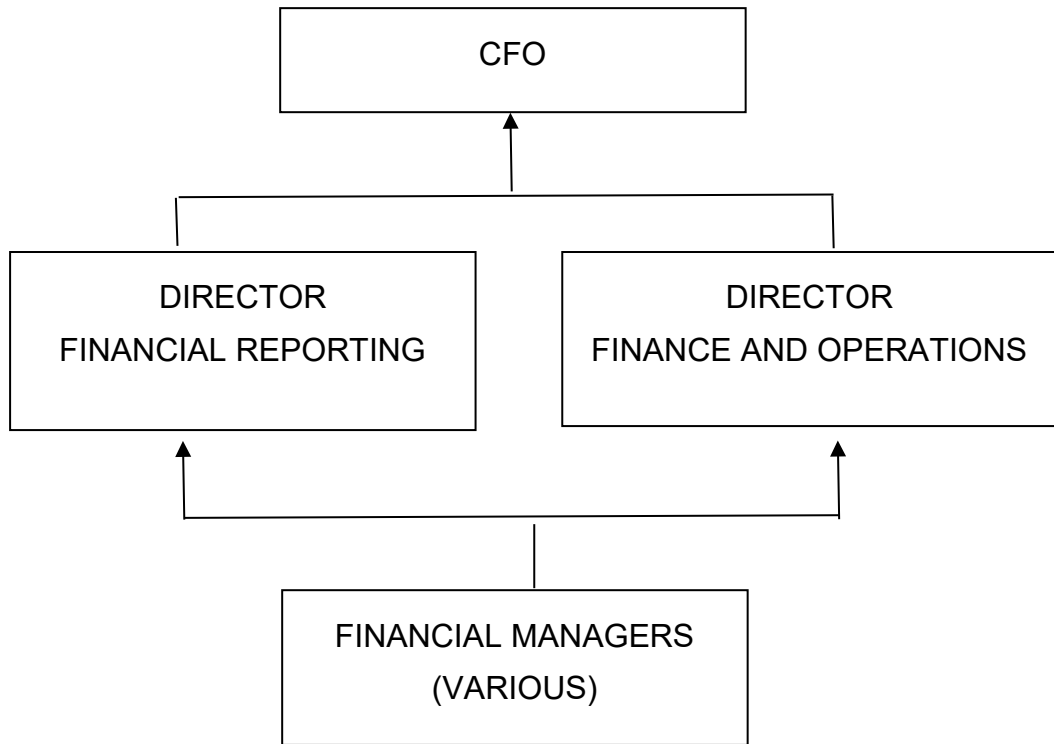 CFO
DIRECTOR
FINANCIAL REPORTING
DIRECTOR
FINANCE AND OPERATIONS
FINANCIAL MANAGERS
(VARIOUS)